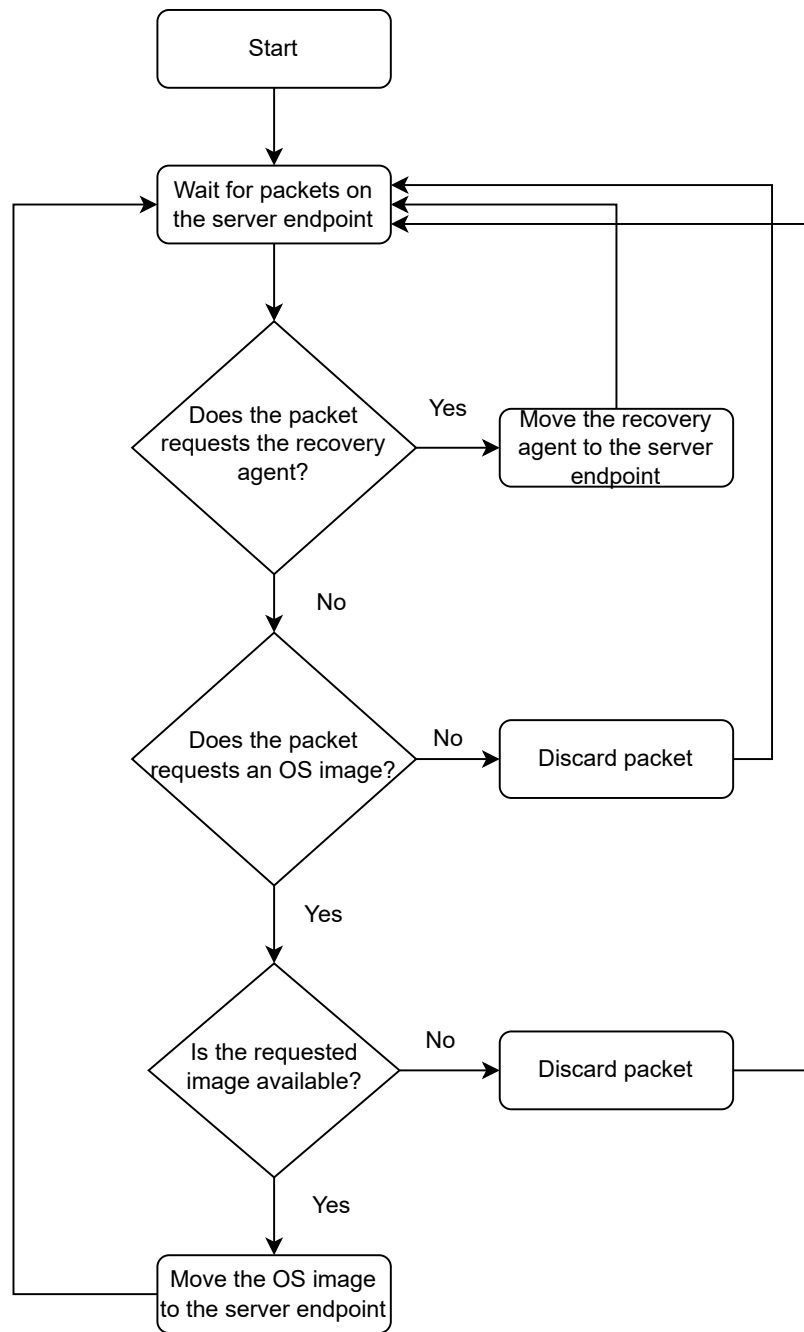 Start
Wait for packets on
the server endpoint
Does the packet
requests the recovery
agent?
Yes
Move the recovery
agent to the server
endpoint
No
Does the packet
requests an OS image?
No
Discard packet
Yes
Is the requested
image available?
No
Discard packet
Yes
Move the OS image
to the server endpoint